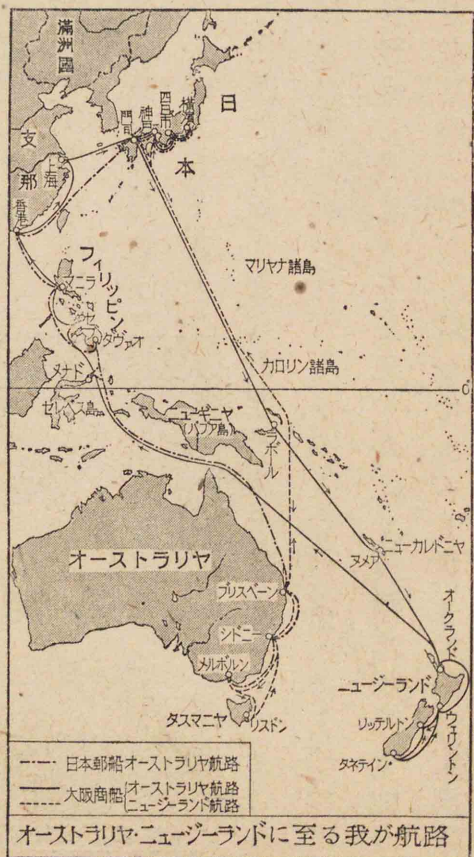 滿洲國
日本
支那
上海
香港
門司
神戸
四日市
横濱
フィリッピン
マニラ
セブ
ダヴァオ
メナド
セレベス島
マリヤナ諸島
カロリン諸島
0
ニューギニヤ
(パプア島)
ラボール
オーストラリヤ
ニューカルドニヤ
ヌメア
ブリスベーン
シドニー
メルボルン
タスマニヤ
リスドン
オークランド
ニュージーランド
ウェリントン
リッテルトン
タネデイン
日本郵船オーストラリヤ航路
大阪商船(オーストラリヤ航路
ニュージーランド航路
オーストラリヤ・ニュージーランドに至る我が航路